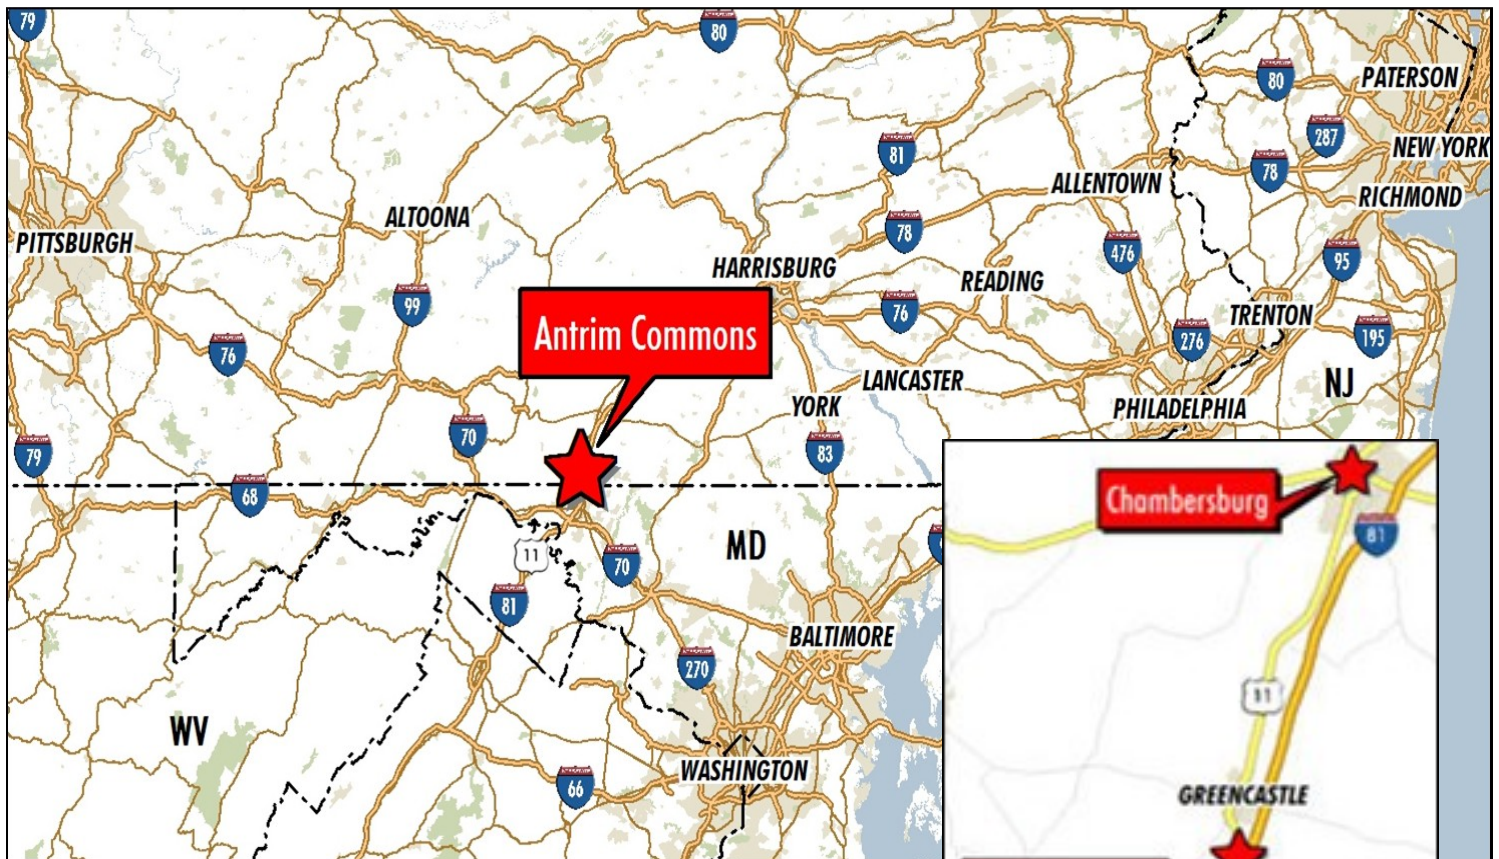 79
80
80
PATERSON
287
NEW YORK
81
78
ALLENTOWN
RICHMOND
ALTOONA
78
PITTSBURGH
476
95
HARRISBURG
READING
99
76
TRENTON
Antrim Commons
276
195
76
LANCASTER
NJ
YORK
PHILADELPHIA
70
83
79
68
Chambersburg
81
MD
11
70
81
BALTIMORE
270
11
WV
WASHINGTON
66
GREENCASTLE